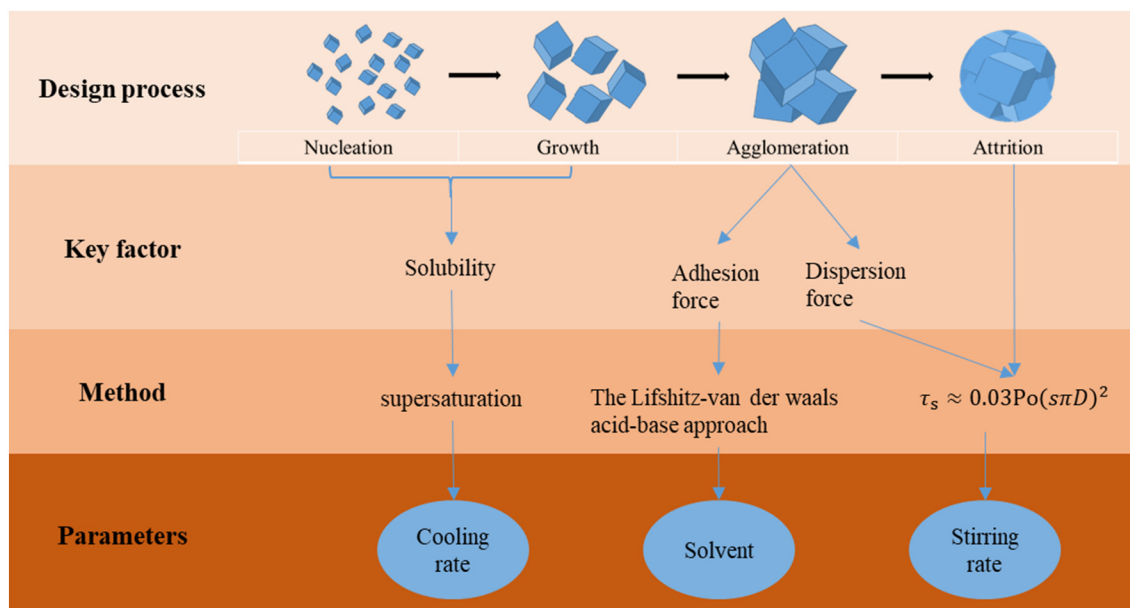 Design process
Nucleation
Growth
Agglomeration
Attrition
Key factor
Solubility
Adhesion
force
Dispersion
force
Method
supersaturation
The Lifshitz-van der waals
acid-base approach
τₛ ≈ 0.03Po(sπD)²
Parameters
Cooling
rate
Solvent
Stirring
rate